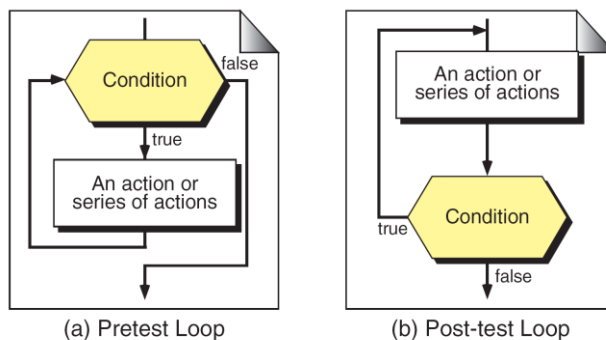 Condition
false
true
An action or
series of actions
(a) Pretest Loop
An action or
series of actions
Condition
true
false
(b) Post-test Loop